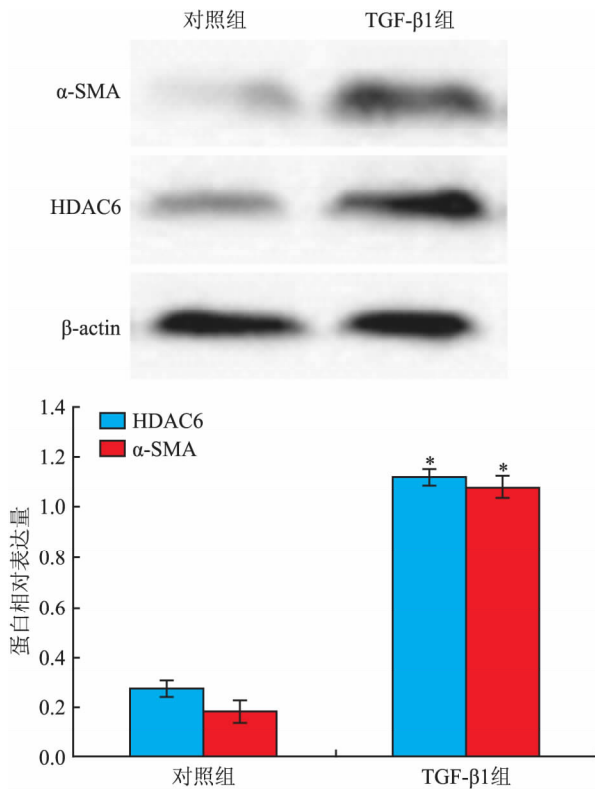 对照组 TGF-β1组
α-SMA
HDAC6
β-actin
1.4
HDAC6
α-SMA
1.2
* *
1.0
0.8
0.6
0.4
0.2
0.0
蛋白相对表达量
对照组 TGF-β1组